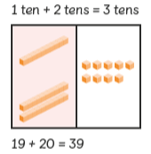 1 ten + 2 tens = 3 tens
19 + 20 = 39